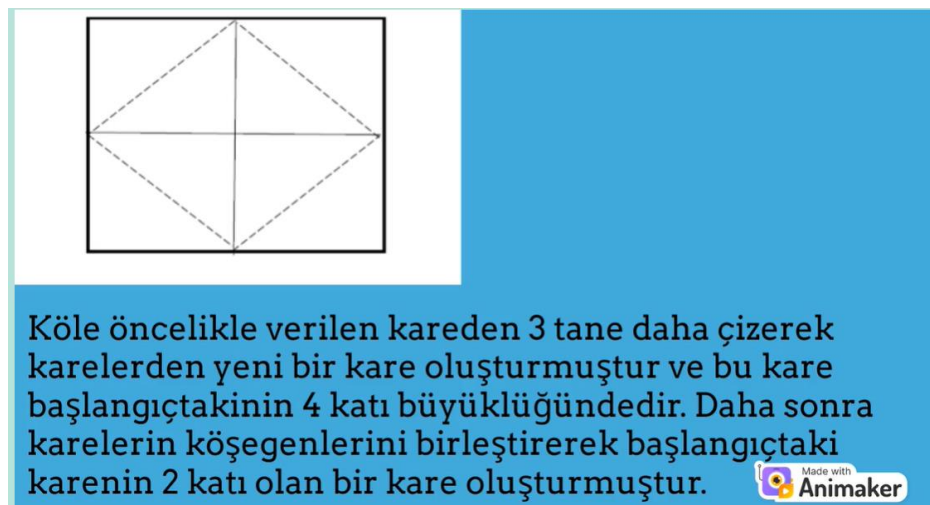 Köle öncelikle verilen kareden 3 tane daha çizerek
karelerden yeni bir kare oluşturmuştur ve bu kare
başlangıçtakinin 4 katı büyüklüğündedir. Daha sonra
karelerin köşegenlerini birleştirerek başlangıçtaki
karenin 2 katı olan bir kare oluşturmuştur.
Made with
Animaker